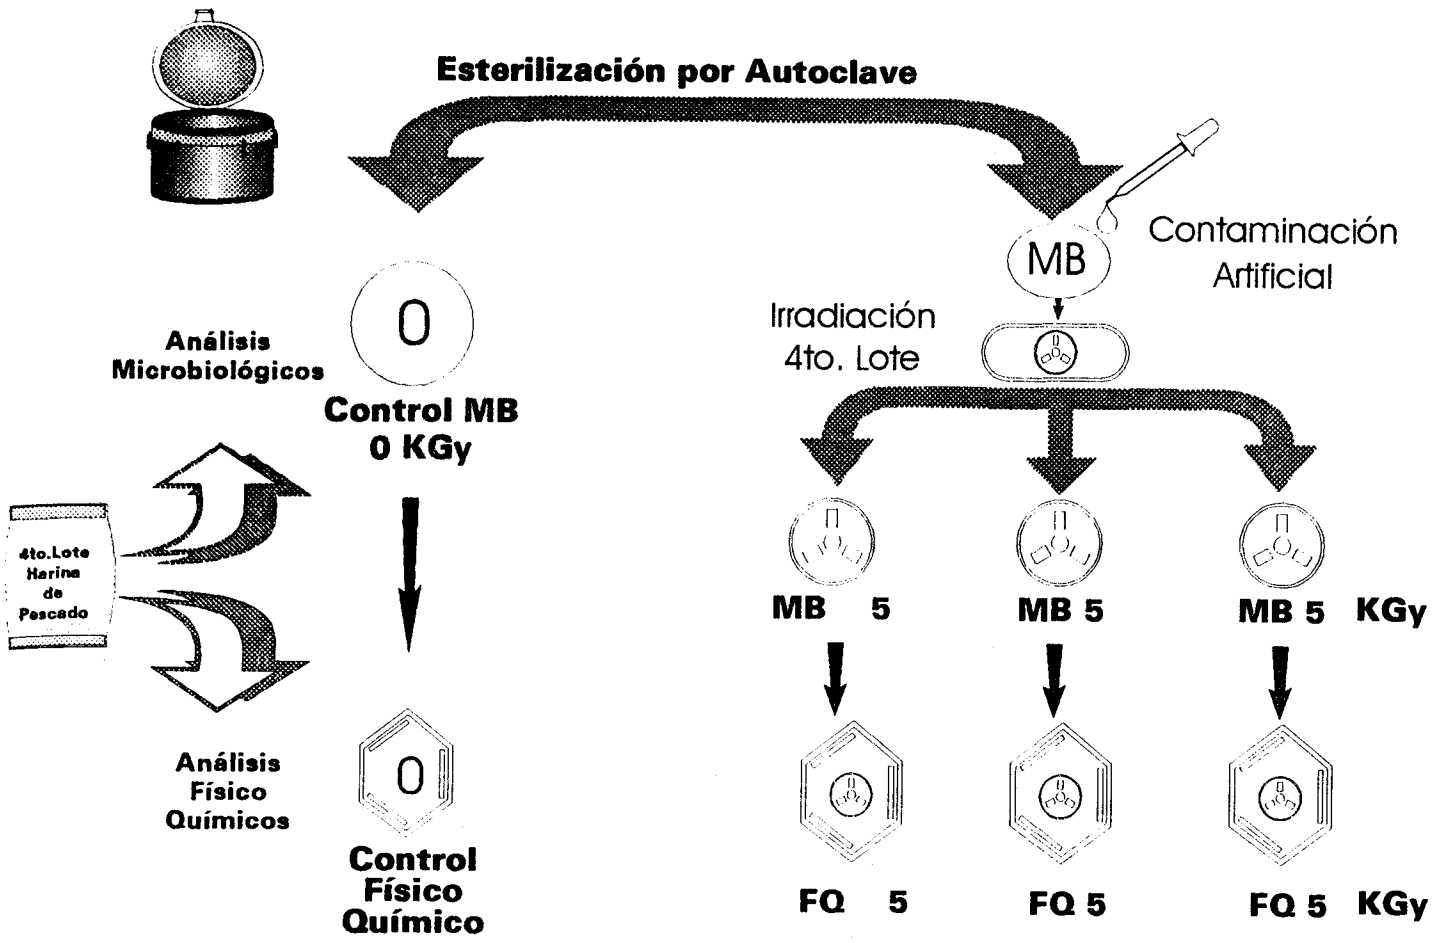 Esterilización por Autoclave
MB
Contaminación
Artificial
Irradiación
4to. Lote
0
Análisis
Microbiológicos
Control MB
0 KGy
4to.Lote
Harina
de
Pescado
MB 5
MB 5
MB 5 KGy
Análisis
Físico
Químicos
0
Control
Físico
Químico
FQ 5
FQ 5
FQ 5 KGy